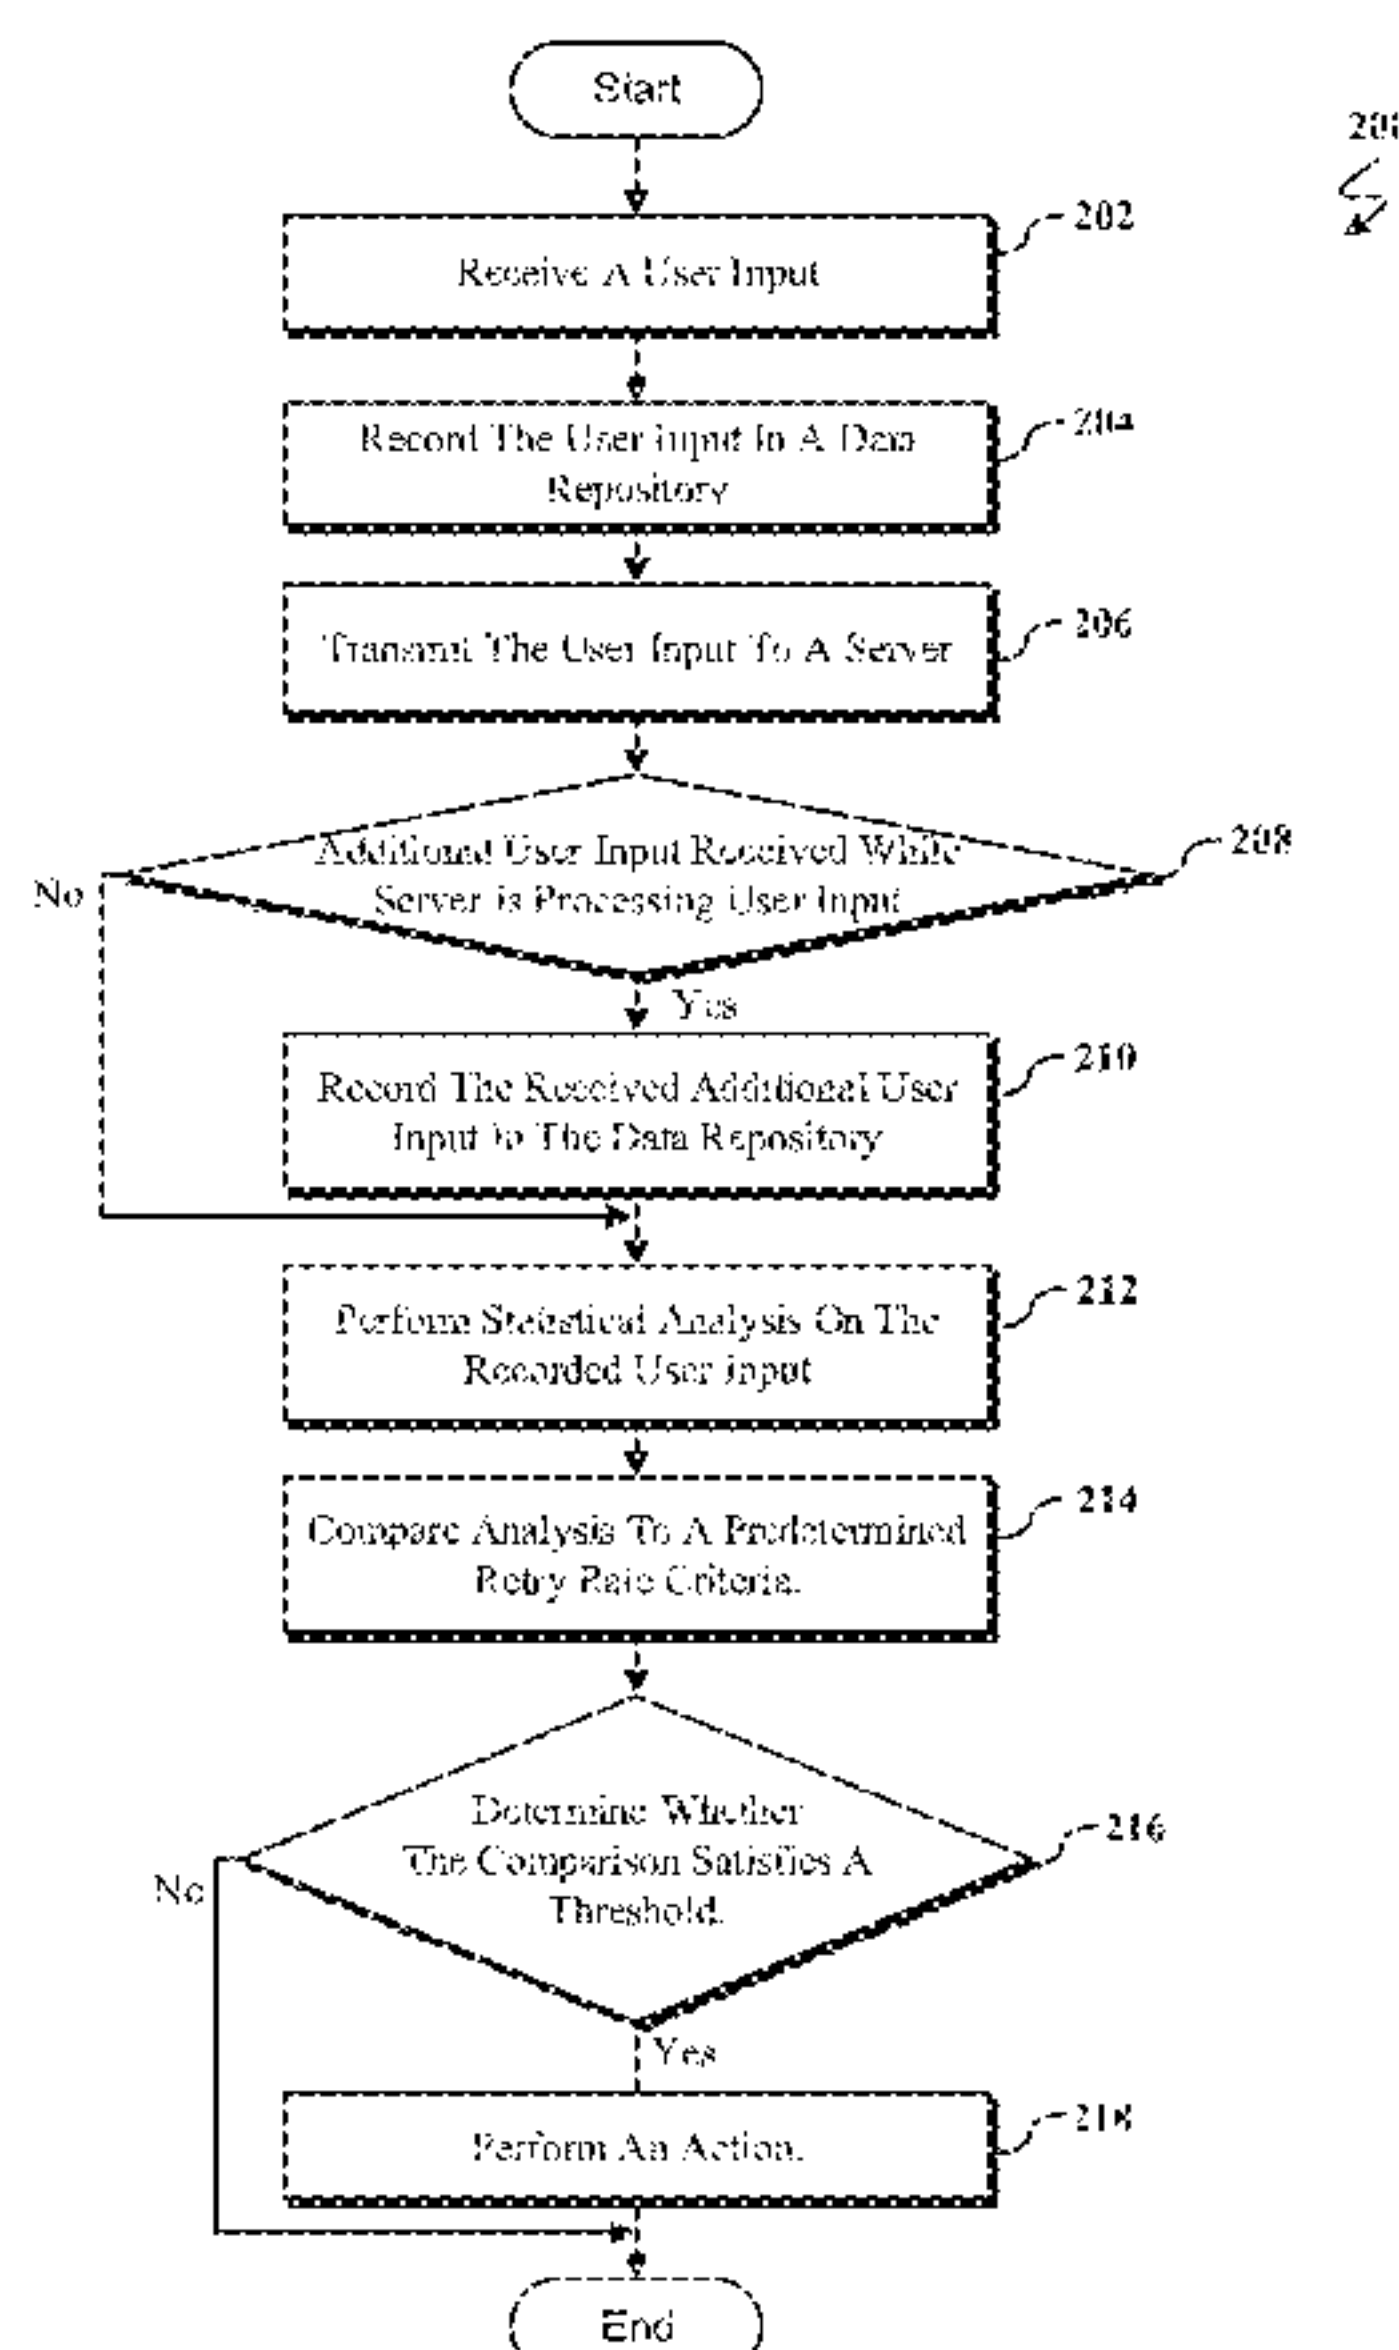 Start
202
Receive A User Input
204
Record The User Input In A Data
Repository
206
Transmit The User Input To A Server
208
Additional User Input Received While
Server is Processing User Input
No
Yes
210
Record The Received Additional User
Input In The Data Repository
212
Perform Statistical Analysis On The
Recorded User Input
214
Compare Analysis To A Predetermined
Retry Rate Criteria.
216
Determine Whether
The Comparison Satisfies A
Threshold.
No
Yes
218
Perform An Action.
End